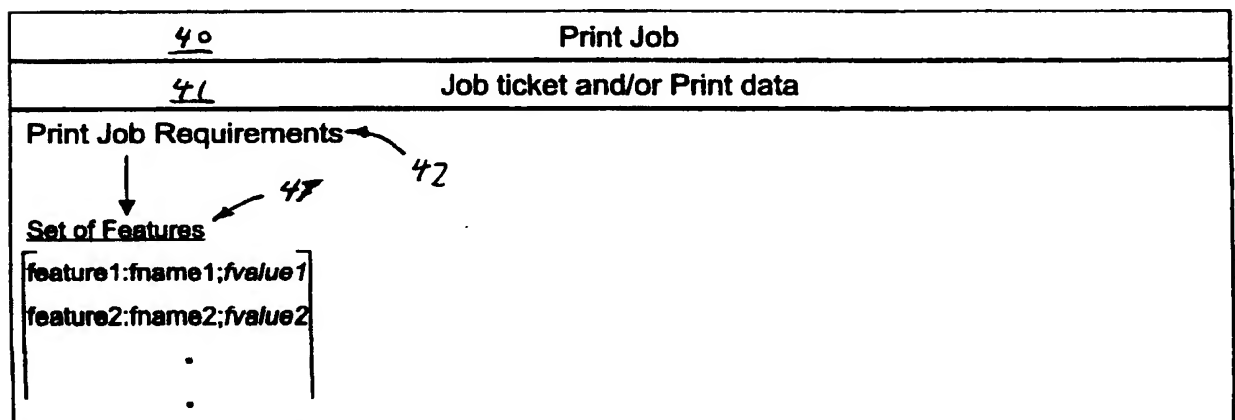 40 Print Job
41 Job ticket and/or Print data
Print Job Requirements
42
Set of Features
feature1:fname1;fvalue1
feature2:fname2;fvalue2